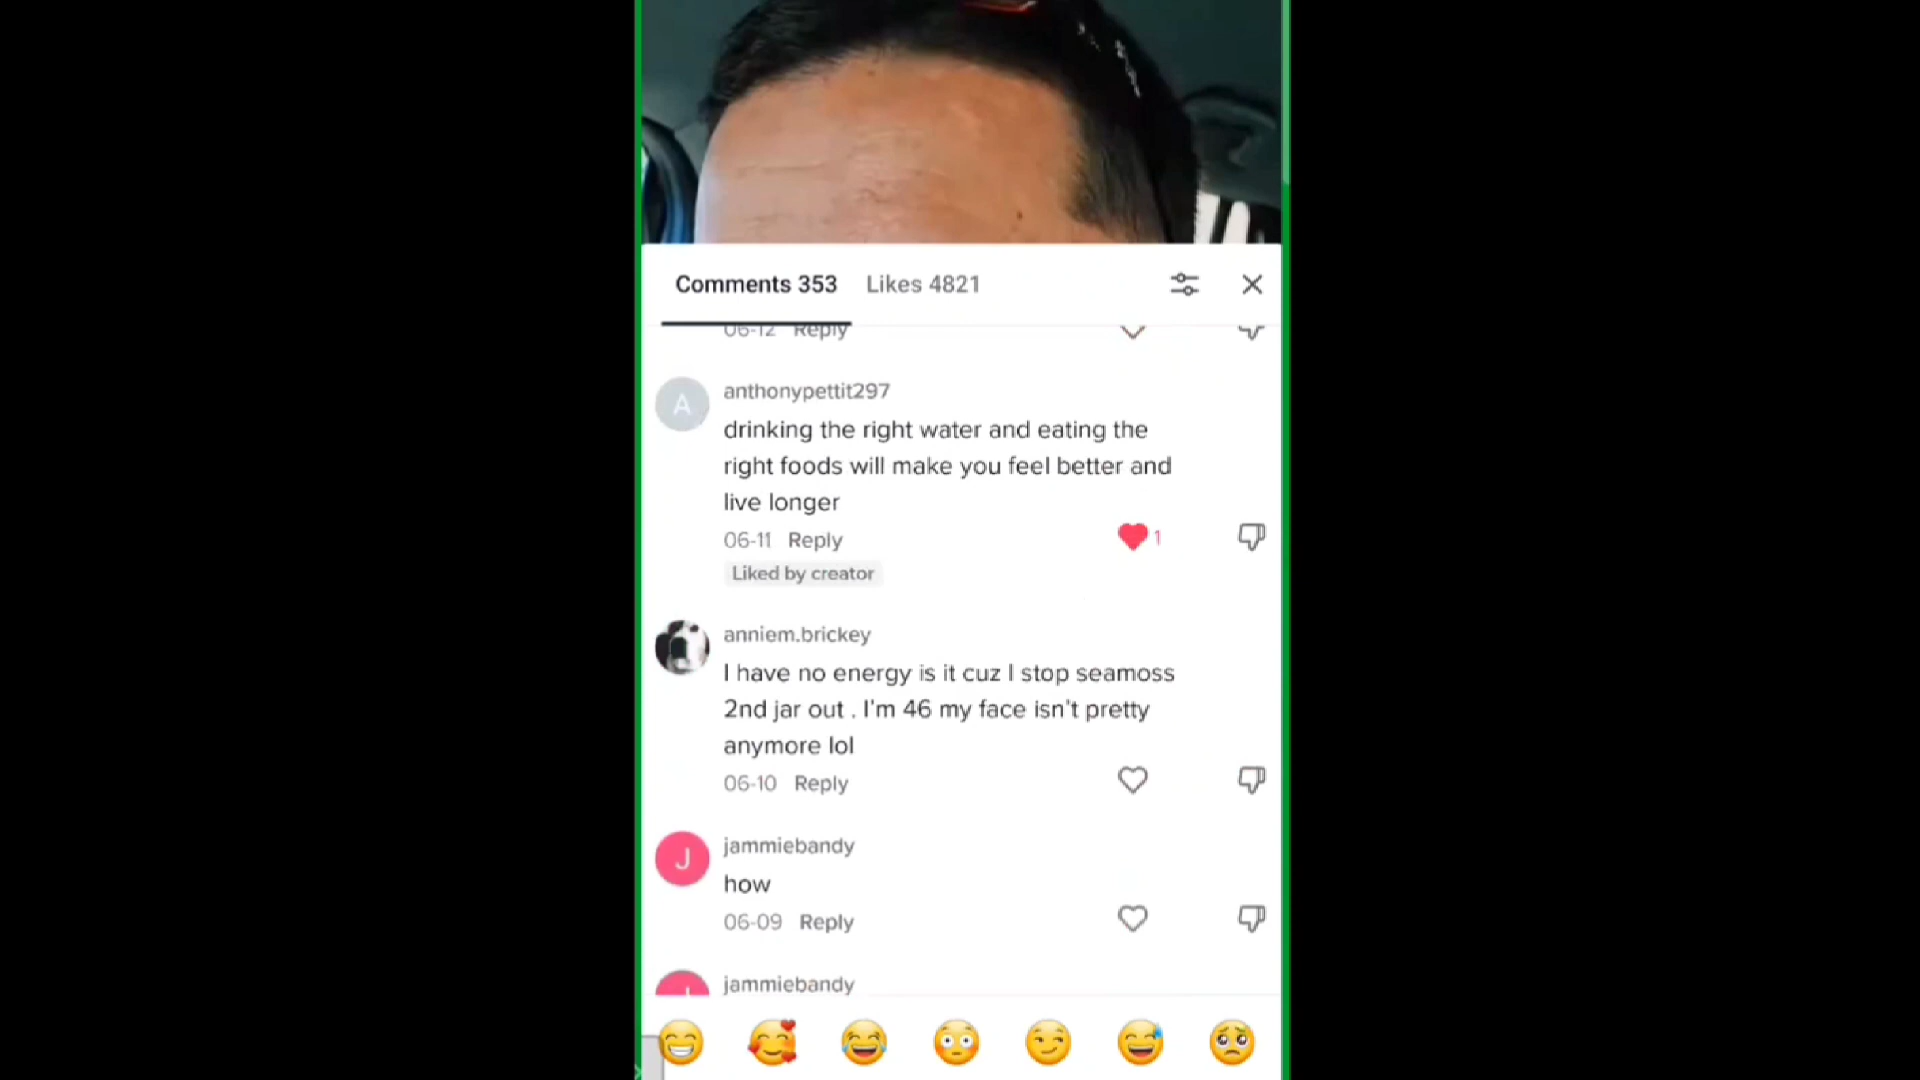 Comments 353 Likes 4821
06-12 Reply
A
anthonypettit297
drinking the right water and eating the
right foods will make you feel better and
live longer
06-11 Reply
1
Liked by creator
anniem.brickey
I have no energy is it cuz I stop seamoss
2nd jar out . I'm 46 my face isn't pretty
anymore lol
06-10 Reply
J
jammiebandy
how
06-09 Reply
jammiebandy